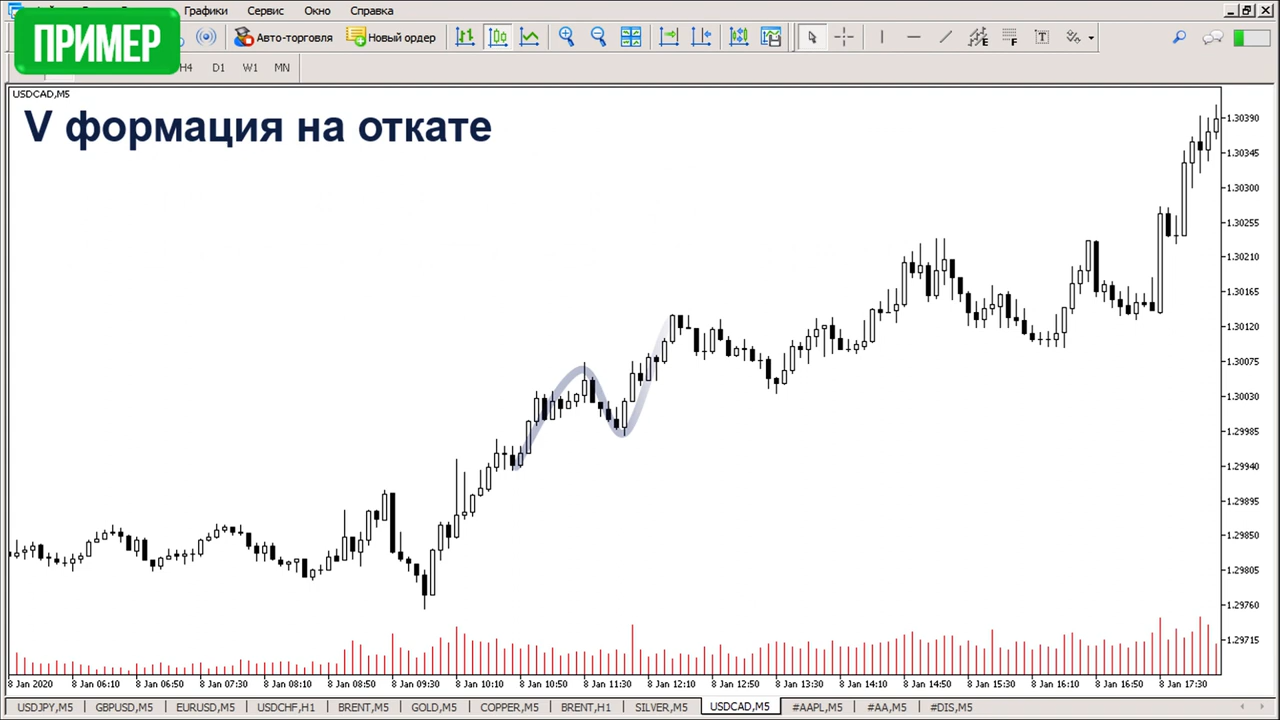 Графики Сервис Окно Справка
ПРИМЕР
Авто-торговля Новый ордер
H4 D1 W1 MN
USDCAD,M5
V формация на откате
1.30390
1.30345
1.30300
1.30255
1.30210
1.30165
1.30120
1.30075
1.30030
1.29985
1.29940
1.29895
1.29850
1.29805
1.29760
1.29715
8 Jan 2020 8 Jan 06:10 8 Jan 06:50 8 Jan 07:30 8 Jan 08:10 8 Jan 08:50 8 Jan 09:30 8 Jan 10:10 8 Jan 10:50 8 Jan 11:30 8 Jan 12:10 8 Jan 12:50 8 Jan 13:30 8 Jan 14:10 8 Jan 14:50 8 Jan 15:30 8 Jan 16:10 8 Jan 16:50 8 Jan 17:30
USDJPY,M5 GBPUSD,M5 EURUSD,M5 USDCHF,H1 BRENT,M5 GOLD,M5 COPPER,M5 BRENT,H1 SILVER,M5 USDCAD,M5 #AAPL,M5 #AA,M5 #DIS,M5